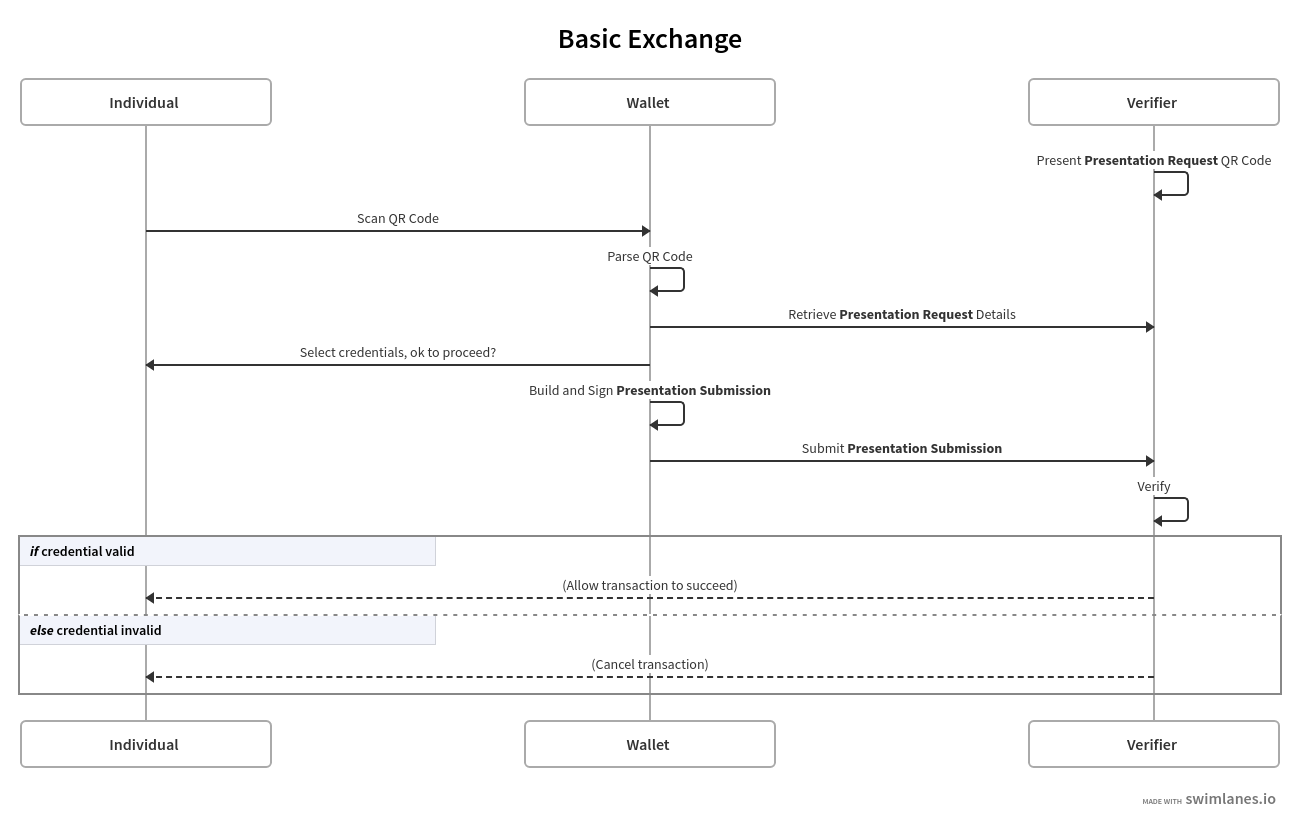 Basic Exchange
Individual
Wallet
Verifier
Present Presentation Request QR Code
Scan QR Code
Parse QR Code
Retrieve Presentation Request Details
Select credentials, ok to proceed?
Build and Sign Presentation Submission
Submit Presentation Submission
Verify
if credential valid
(Allow transaction to succeed)
else credential invalid
(Cancel transaction)
Individual
Wallet
Verifier
MADE WITH swimlanes.io